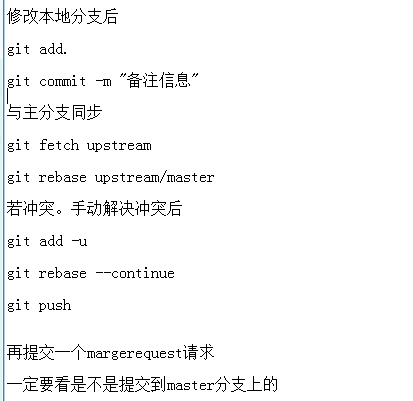 修改本地分支后
git add.
git commit -m "备注信息"
与主分支同步
git fetch upstream
git rebase upstream/master
若冲突。手动解决冲突后
git add -u
git rebase --continue
git push
再提交一个margerequest请求
一定要看是不是提交到master分支上的